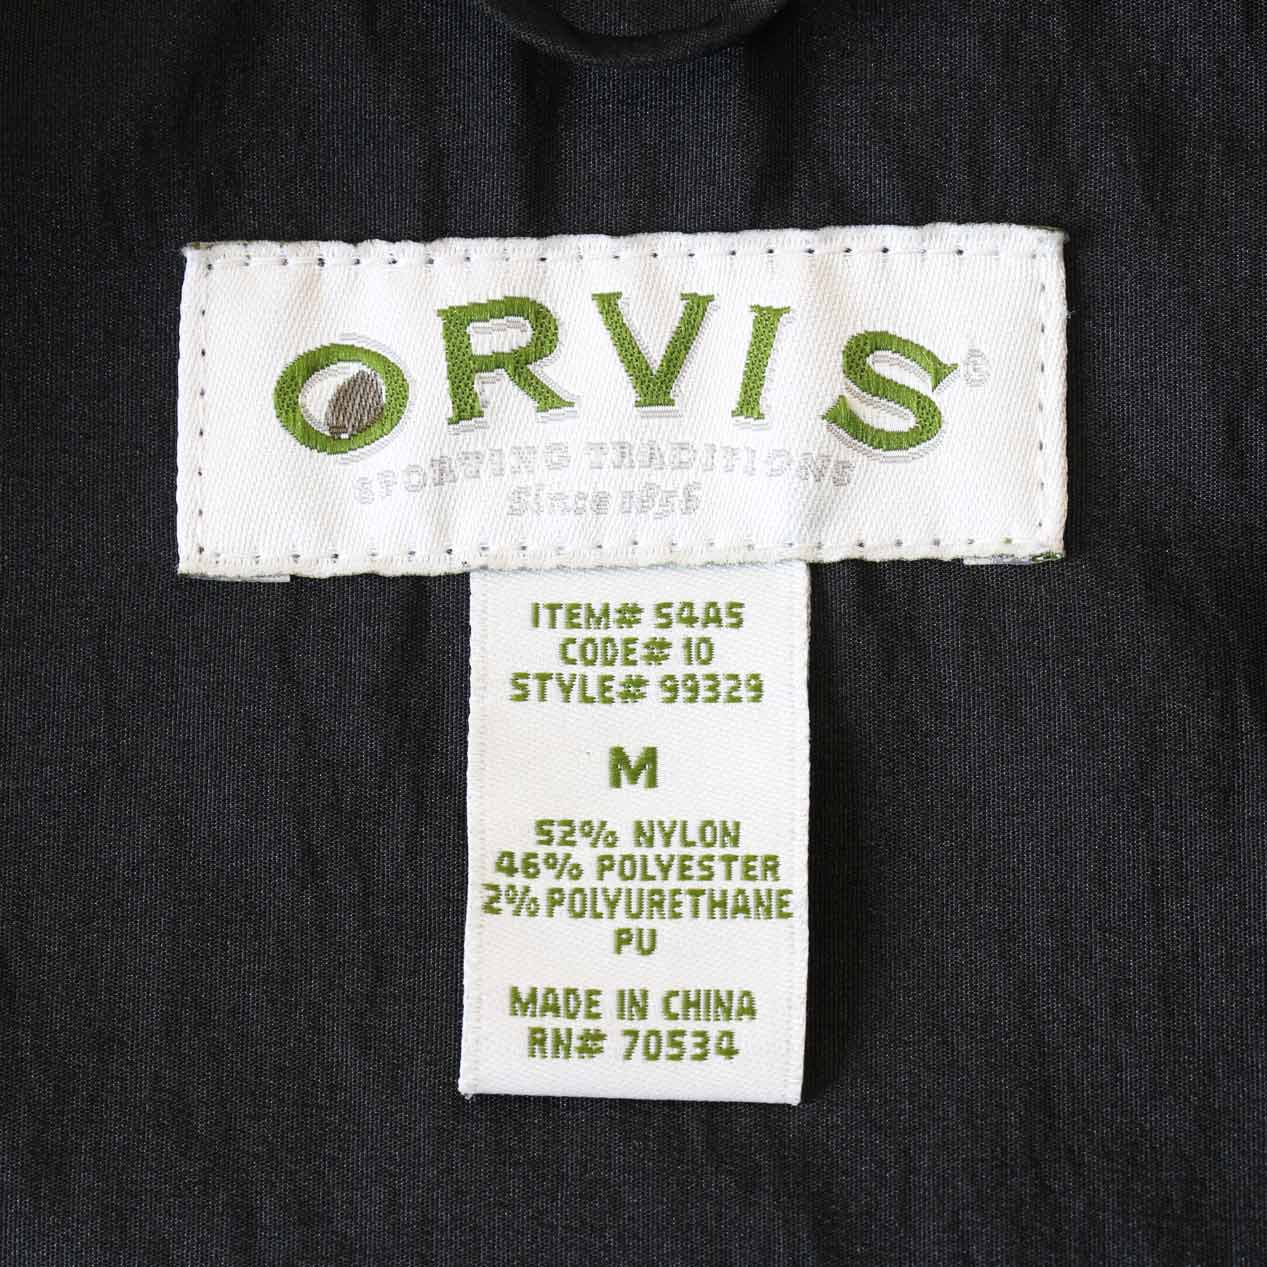 ORVIS®
SPORTING TRADITIONS
Since 1856
ITEM# S4A5
CODE# 10
STYLE# 99329
M
52% NYLON
46% POLYESTER
2% POLYURETHANE
PU
MADE IN CHINA
RN# 70534